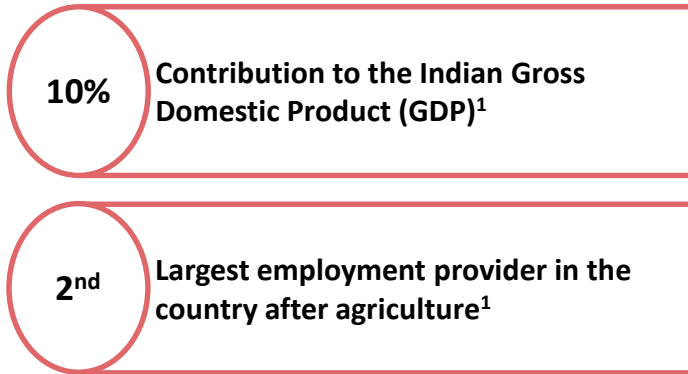 10%
Contribution to the Indian Gross
Domestic Product (GDP)¹
2ⁿᵈ
Largest employment provider in the
country after agriculture¹